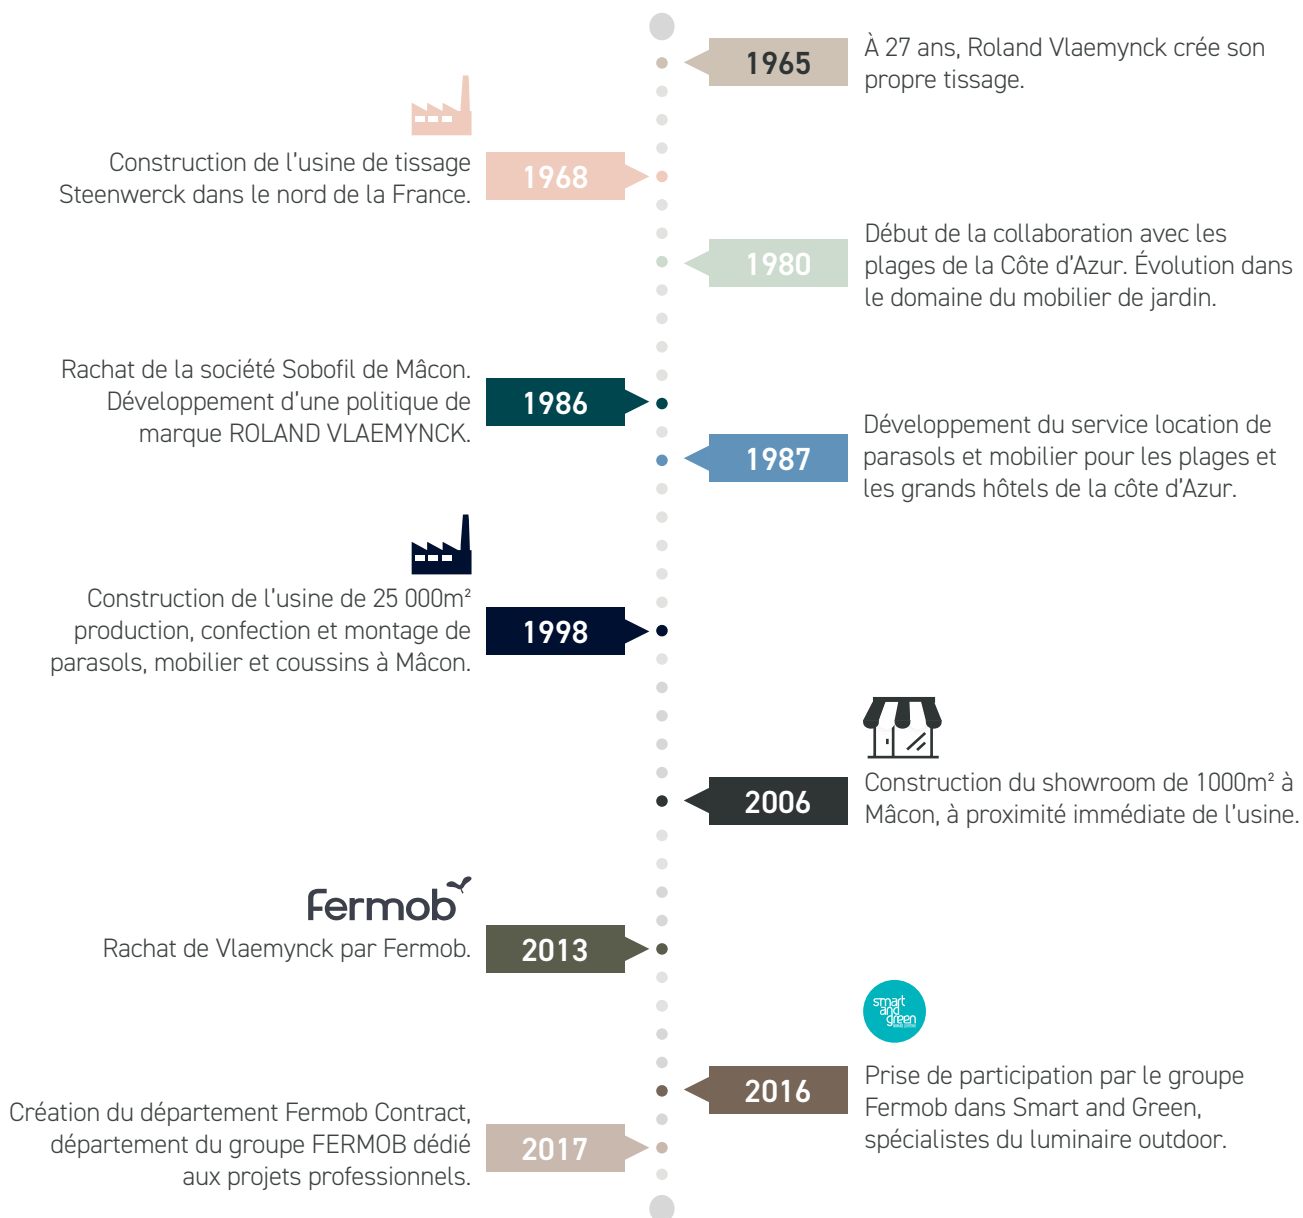 1965
À 27 ans, Roland Vlaemynck crée son
propre tissage.
Construction de l'usine de tissage
Steenwerck dans le nord de la France.
1968
1980
Début de la collaboration avec les
plages de la Côte d'Azur. Évolution dans
le domaine du mobilier de jardin.
Rachat de la société Sobofil de Mâcon.
Développement d'une politique de
marque ROLAND VLAEMYNCK.
1986
1987
Développement du service location de
parasols et mobilier pour les plages et
les grands hôtels de la côte d'Azur.
Construction de l'usine de 25 000m²
production, confection et montage de
parasols, mobilier et coussins à Mâcon.
1998
2006
Construction du showroom de 1000m² à
Mâcon, à proximité immédiate de l'usine.
Fermob
Rachat de Vlaemynck par Fermob.
2013
smart
and
green
2016
Prise de participation par le groupe
Fermob dans Smart and Green,
spécialistes du luminaire outdoor.
Création du département Fermob Contract,
département du groupe FERMOB dédié
aux projets professionnels.
2017